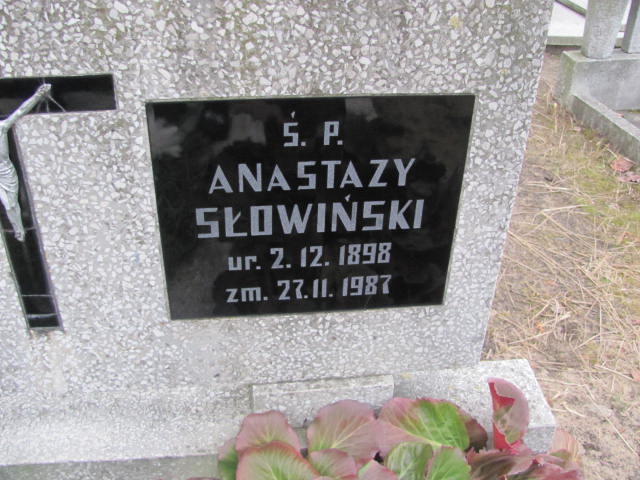 Ś. P.
ANASTAZY
SŁOWIŃSKI
ur. 2. 12. 1898
zm. 27. 11. 1987